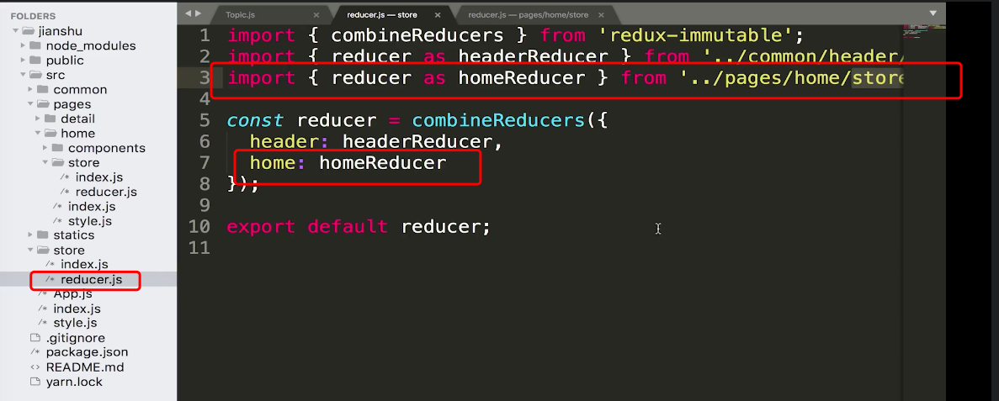 FOLDERS
jianshu
node_modules
public
src
common
pages
detail
home
components
store
index.js
reducer.js
index.js
style.js
statics
store
index.js
reducer.js
App.js
index.js
style.js
.gitignore
package.json
README.md
yarn.lock
Topic.js × reducer.js — store × reducer.js — pages/home/store ×
1 import { combineReducers } from 'redux-immutable';
2 import { reducer as headerReducer } from '../common/header/
3 import { reducer as homeReducer } from '../pages/home/store
4
5 const reducer = combineReducers({
6 header: headerReducer,
7 home: homeReducer
8 });
9
10 export default reducer;
11